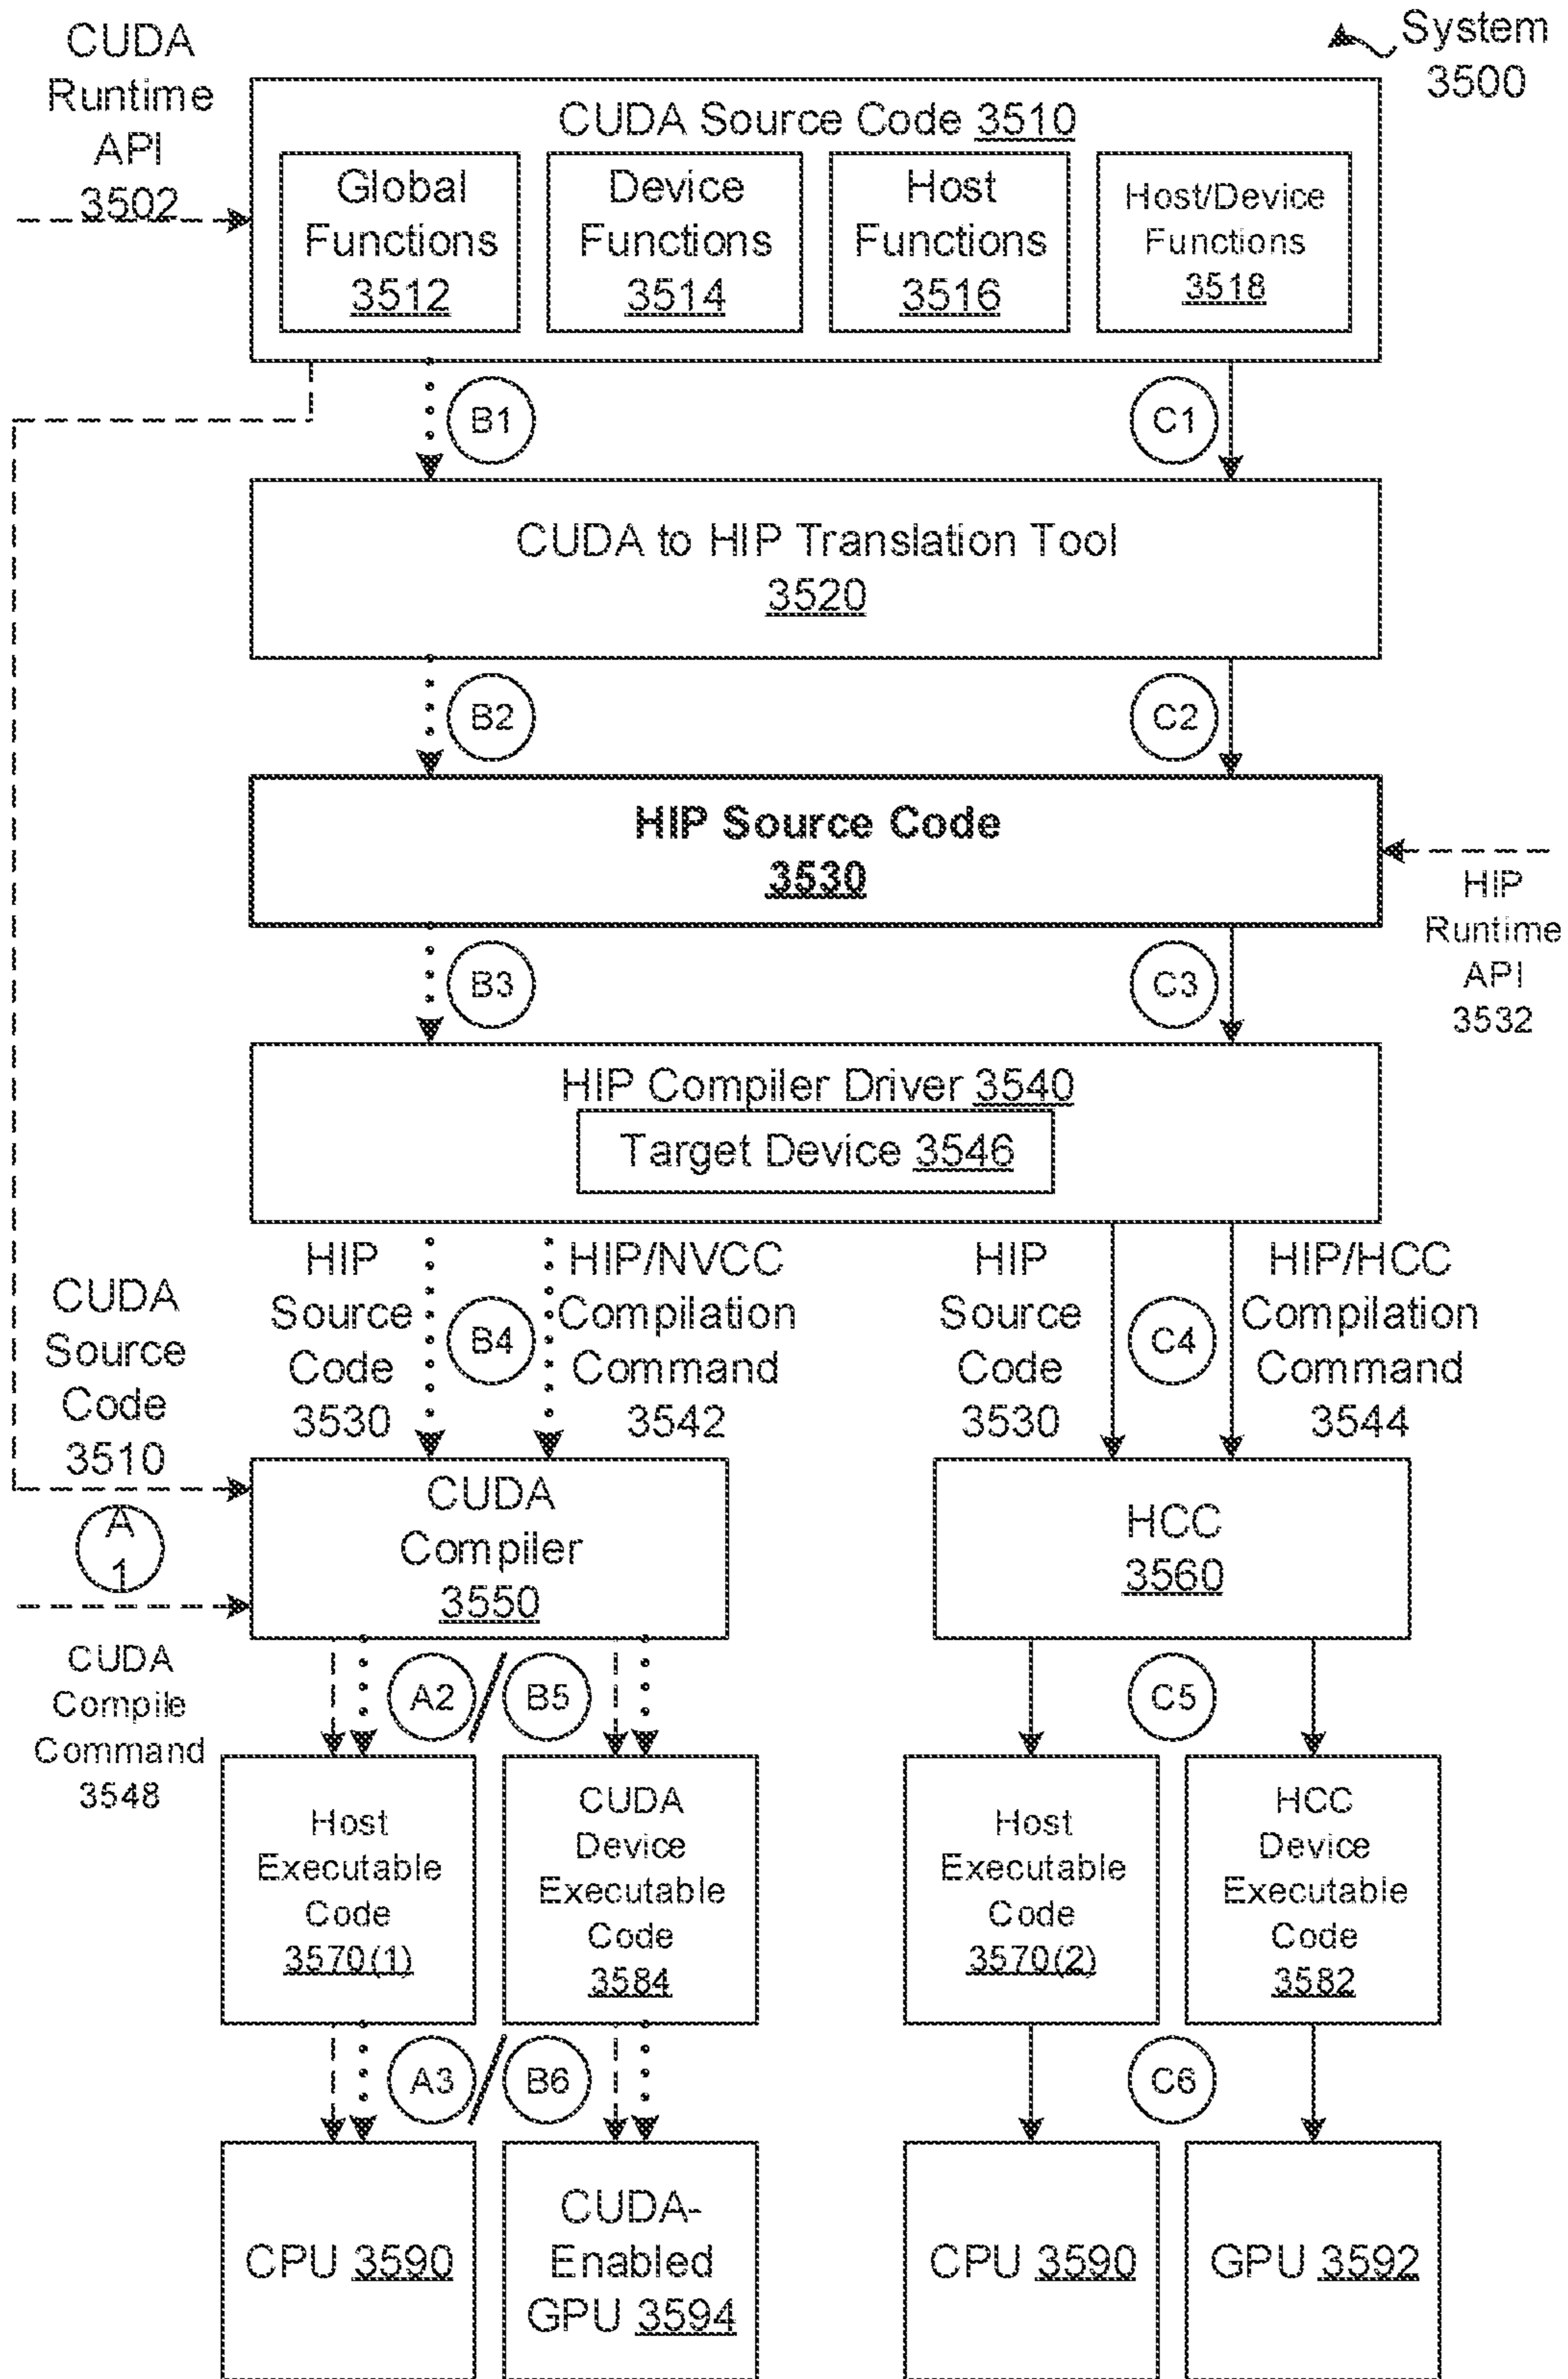 System
3500
CUDA
Runtime
API
3502
CUDA Source Code 3510
Global
Functions
3512
Device
Functions
3514
Host
Functions
3516
Host/Device
Functions
3518
B1
C1
CUDA to HIP Translation Tool
3520
B2
C2
HIP Source Code
3530
HIP
Runtime
API
3532
B3
C3
HIP Compiler Driver 3540
Target Device 3546
CUDA
Source
Code
3510
HIP
Source
Code
3530
B4
HIP/NVCC
Compilation
Command
3542
HIP
Source
Code
3530
C4
HIP/HCC
Compilation
Command
3544
A
1
CUDA
Compiler
3550
HCC
3560
CUDA
Compile
Command
3548
A2/B5
C5
Host
Executable
Code
3570(1)
CUDA
Device
Executable
Code
3584
Host
Executable
Code
3570(2)
HCC
Device
Executable
Code
3582
A3/B6
C6
CPU 3590
CUDA-
Enabled
GPU 3594
CPU 3590
GPU 3592